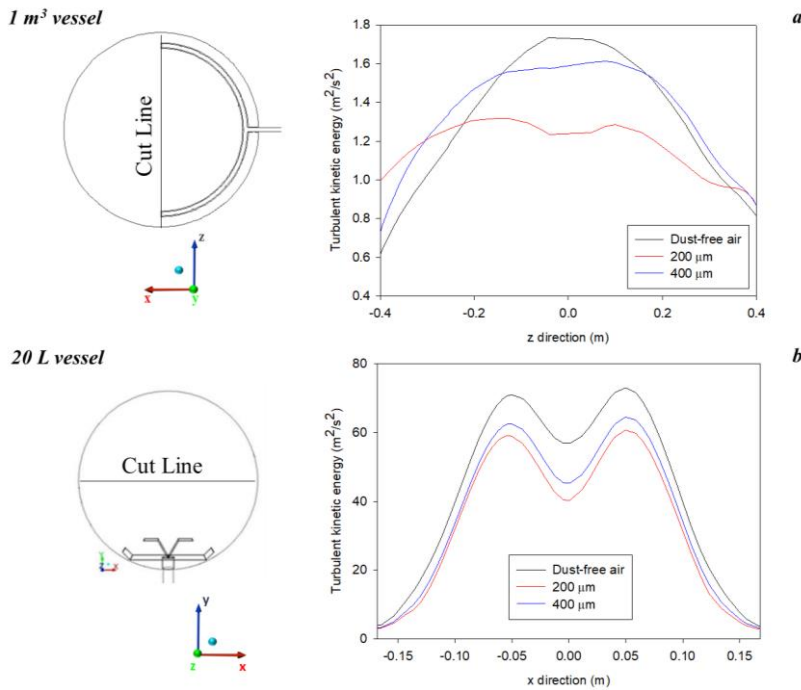 1 m³ vessel
a
Cut Line
z
x
y
Turbulent kinetic energy (m²/s²)
1.8
1.6
1.4
1.2
1.0
0.8
0.6
0.4
-0.4
-0.2
0.0
0.2
0.4
z direction (m)
Dust-free air
200 μm
400 μm
20 L vessel
b
Cut Line
y
x
z
Turbulent kinetic energy (m²/s²)
80
60
40
20
0
-0.15
-0.10
-0.05
0.00
0.05
0.10
0.15
x direction (m)
Dust-free air
200 μm
400 μm